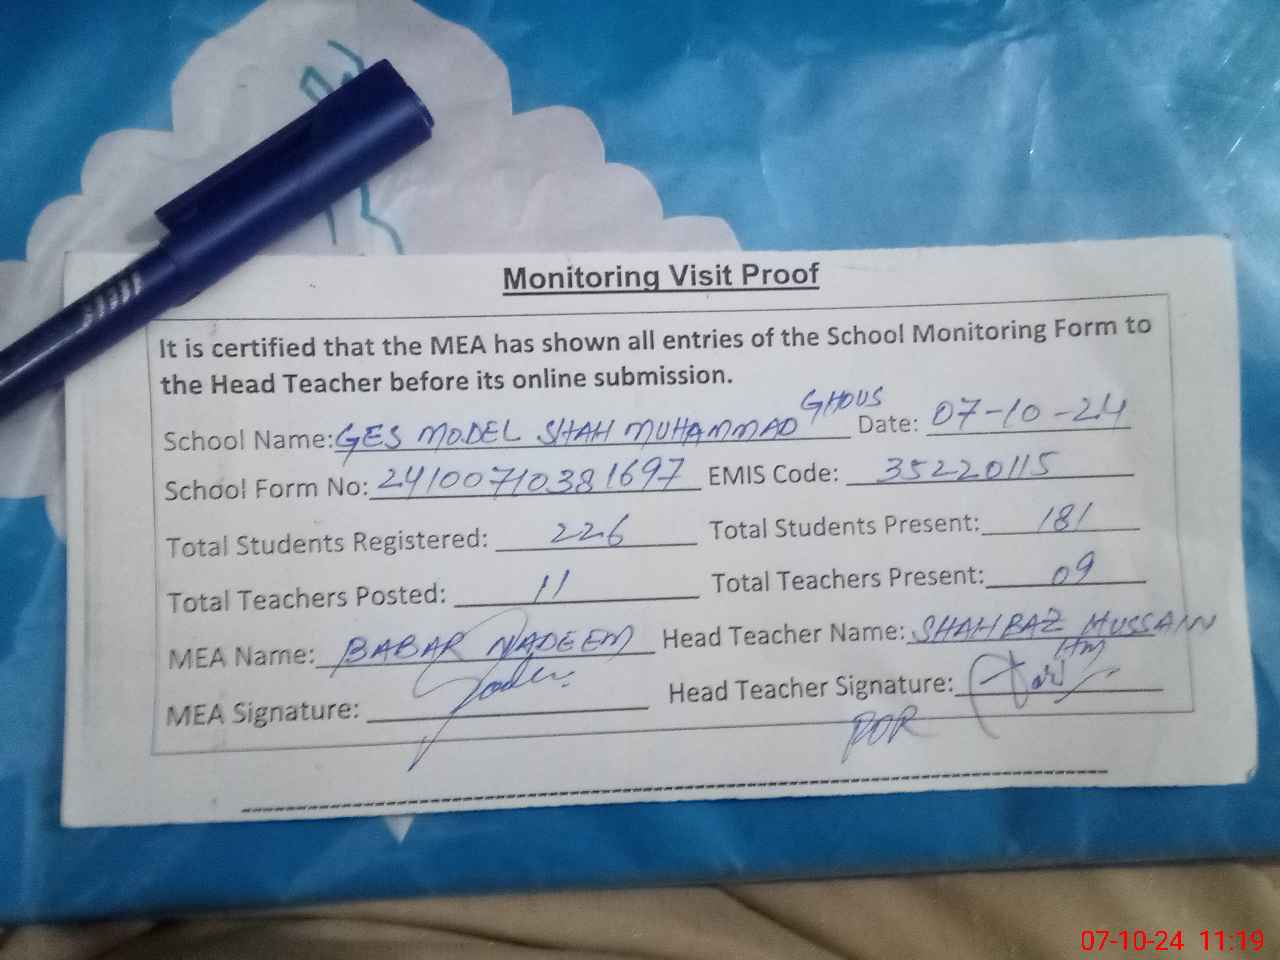 Monitoring Visit Proof
It is certified that the MEA has shown all entries of the School Monitoring Form to
the Head Teacher before its online submission.
School Name: GES MODEL SHAH MUHAMMAD GHOUS Date: 07-10-24
School Form No: 24100710381697 EMIS Code: 35220115
Total Students Registered: 226 Total Students Present: 181
Total Teachers Posted: 11 Total Teachers Present: 09
MEA Name: BABAR NADEEM Head Teacher Name: SHAHBAZ HUSSAIN
MEA Signature: Head Teacher Signature:
07-10-24 11:19